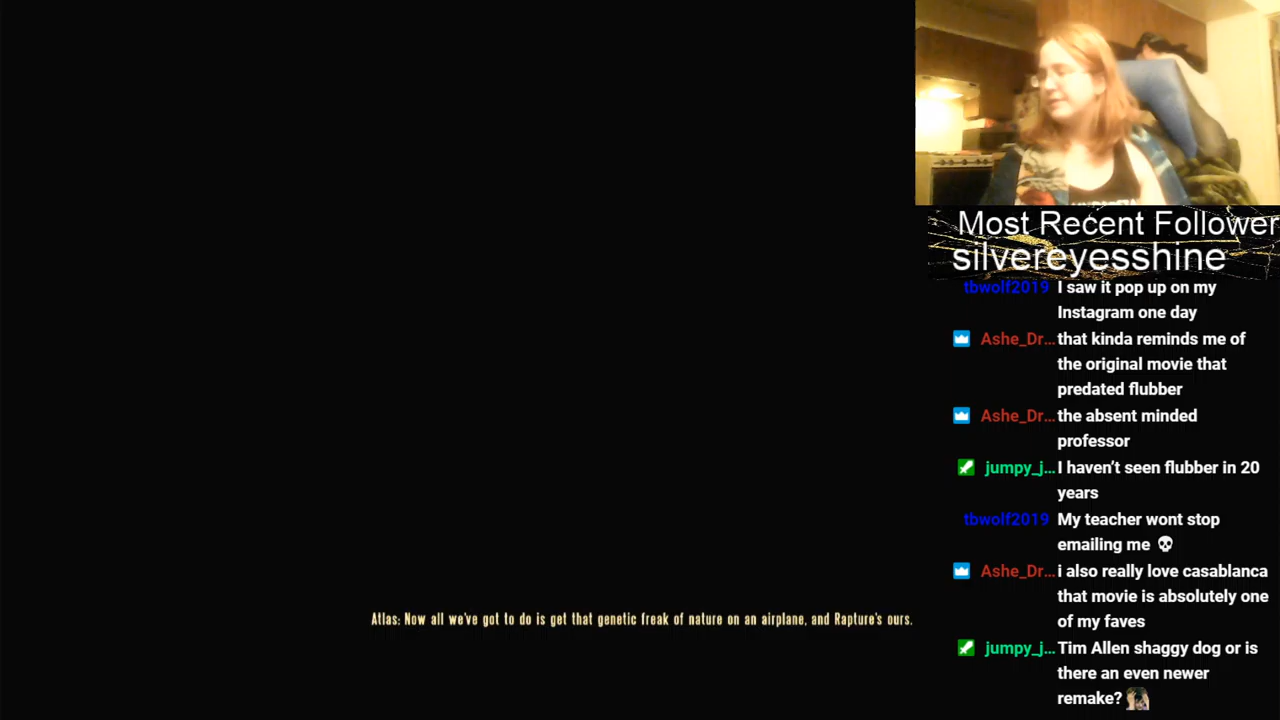 Most Recent Follower
silvereyesshine
tbwolf2019 I saw it pop up on my
Instagram one day
Ashe_Dr... that kinda reminds me of
the original movie that
predated flubber
Ashe_Dr... the absent minded
professor
jumpy_j... I haven't seen flubber in 20
years
tbwolf2019 My teacher wont stop
emailing me 💀
Ashe_Dr... i also really love casablanca
that movie is absolutely one
of my faves
jumpy_j... Tim Allen shaggy dog or is
there an even newer
remake?
Atlas: Now all we've got to do is get that genetic freak of nature on an airplane, and Rapture's ours.